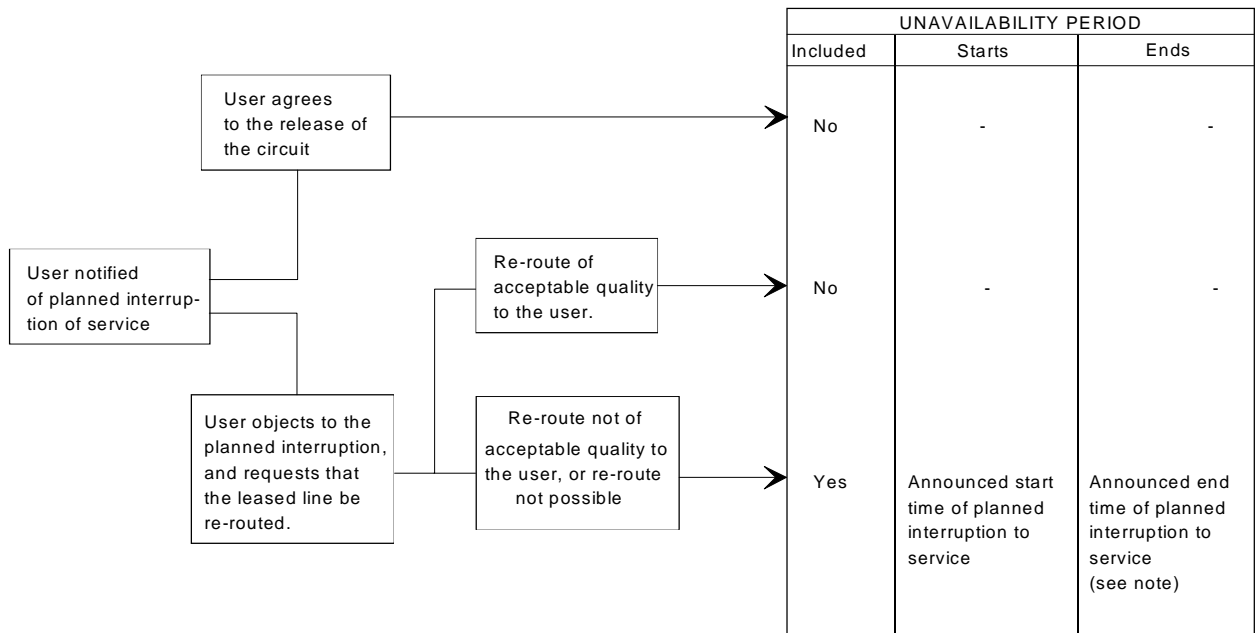 UNAVAILABILITY PERIOD
Included
Starts
Ends
User agrees
to the release of
the circuit
No
-
-
User notified
of planned interrup-
tion of service
Re-route of
acceptable quality
to the user.
No
-
-
User objects to the
planned interruption,
and requests that
the leased line be
re-routed.
Re-route not of
acceptable quality to
the user, or re-route
not possible
Yes
Announced start
time of planned
interruption to
service
Announced end
time of planned
interruption to
service
(see note)